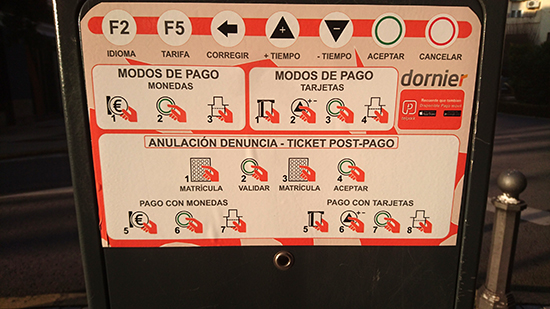 F2 F5
IDIOMA TARIFA CORREGIR + TIEMPO - TIEMPO ACEPTAR CANCELAR
MODOS DE PAGO
MONEDAS
1 2 3
MODOS DE PAGO
TARJETAS
1 2 3 4
dornier
ANULACIÓN DENUNCIA - TICKET POST-PAGO
1 2 3 4
MATRÍCULA VALIDAR MATRÍCULA ACEPTAR
PAGO CON MONEDAS
5 6 7
PAGO CON TARJETAS
5 6 7 8